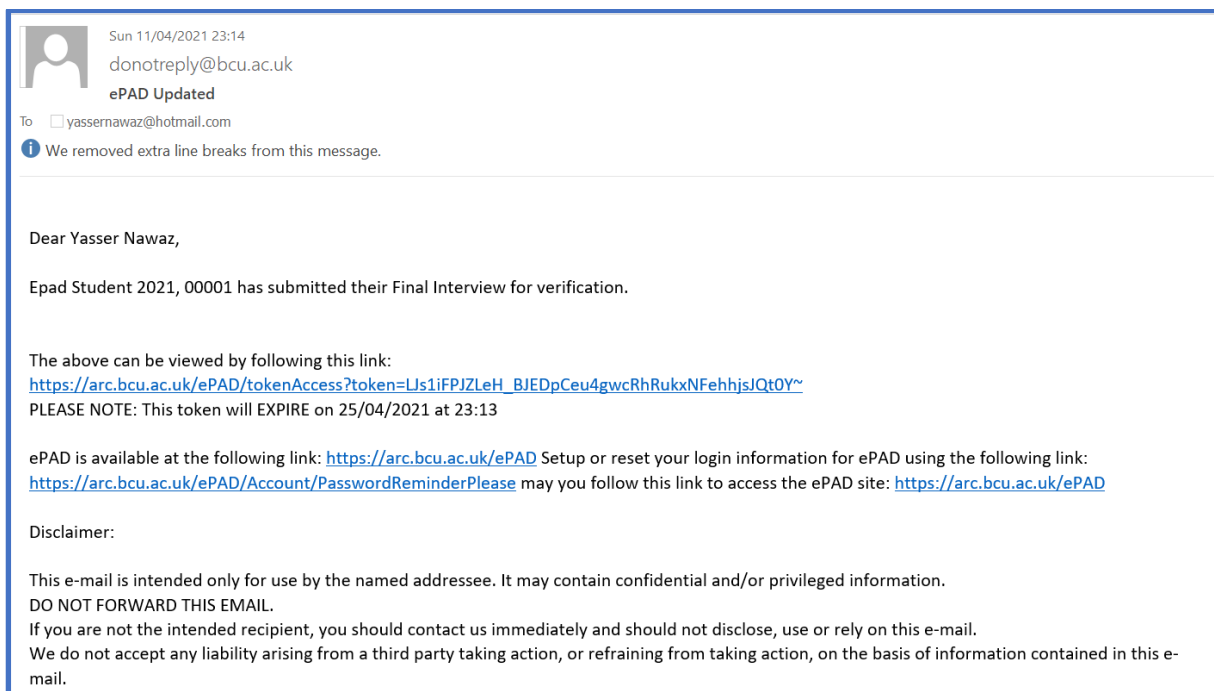 Sun 11/04/2021 23:14
donotreply@bcu.ac.uk
ePAD Updated
To yassernawaz@hotmail.com
We removed extra line breaks from this message.
Dear Yasser Nawaz,
Epad Student 2021, 00001 has submitted their Final Interview for verification.
The above can be viewed by following this link:
https://arc.bcu.ac.uk/ePAD/tokenAccess?token=LJs1iFPJZLeH_BJEDpCeu4gwcRhRukxNFehhjsJQt0Y~
PLEASE NOTE: This token will EXPIRE on 25/04/2021 at 23:13
ePAD is available at the following link: https://arc.bcu.ac.uk/ePAD Setup or reset your login information for ePAD using the following link:
https://arc.bcu.ac.uk/ePAD/Account/PasswordReminderPlease may you follow this link to access the ePAD site: https://arc.bcu.ac.uk/ePAD
Disclaimer:
This e-mail is intended only for use by the named addressee. It may contain confidential and/or privileged information.
DO NOT FORWARD THIS EMAIL.
If you are not the intended recipient, you should contact us immediately and should not disclose, use or rely on this e-mail.
We do not accept any liability arising from a third party taking action, or refraining from taking action, on the basis of information contained in this e-
mail.